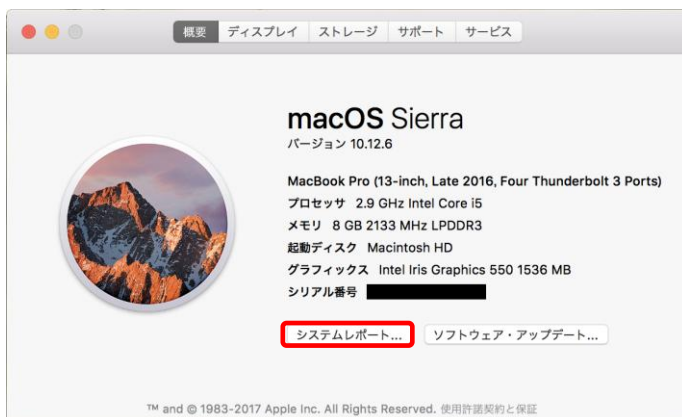 概要 ディスプレイ ストレージ サポート サービス
macOS Sierra
バージョン 10.12.6
MacBook Pro (13-inch, Late 2016, Four Thunderbolt 3 Ports)
プロセッサ 2.9 GHz Intel Core i5
メモリ 8 GB 2133 MHz LPDDR3
起動ディスク Macintosh HD
グラフィックス Intel Iris Graphics 550 1536 MB
シリアル番号
システムレポート... ソフトウェア・アップデート...
™ and © 1983-2017 Apple Inc. All Rights Reserved. 使用許諾契約と保証